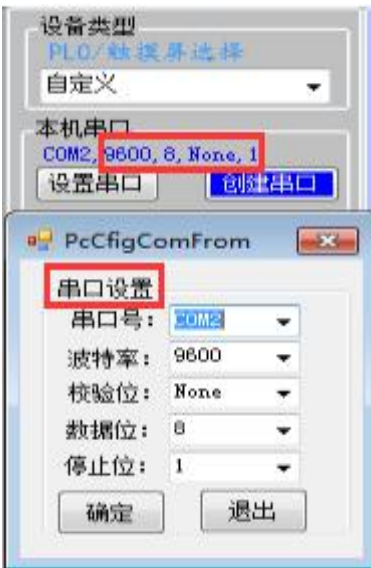 设备类型
PLC/触摸屏选择
自定义
本机串口
COM2, 9600, 8, None, 1
设置串口 创建串口
PcCfigComFrom
串口设置
串口号: COM2
波特率: 9600
校验位: None
数据位: 8
停止位: 1
确定 退出